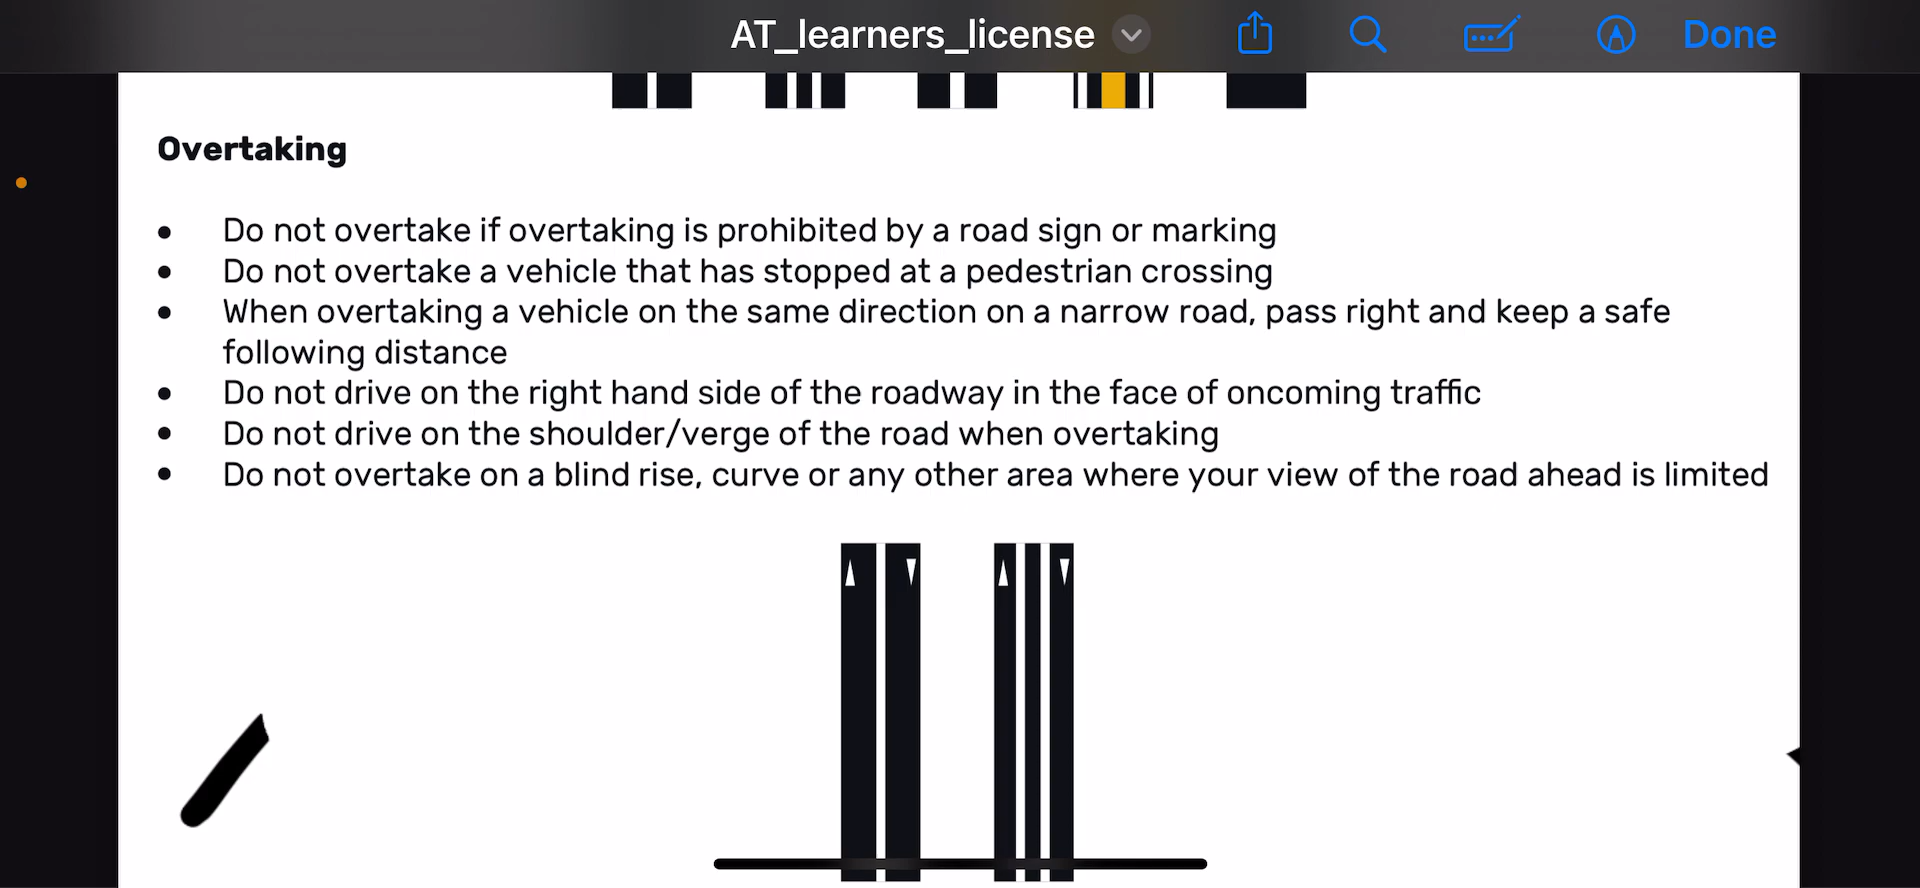 AT_learners_license
Done
Overtaking
• Do not overtake if overtaking is prohibited by a road sign or marking
• Do not overtake a vehicle that has stopped at a pedestrian crossing
• When overtaking a vehicle on the same direction on a narrow road, pass right and keep a safe
following distance
• Do not drive on the right hand side of the roadway in the face of oncoming traffic
• Do not drive on the shoulder/verge of the road when overtaking
• Do not overtake on a blind rise, curve or any other area where your view of the road ahead is limited